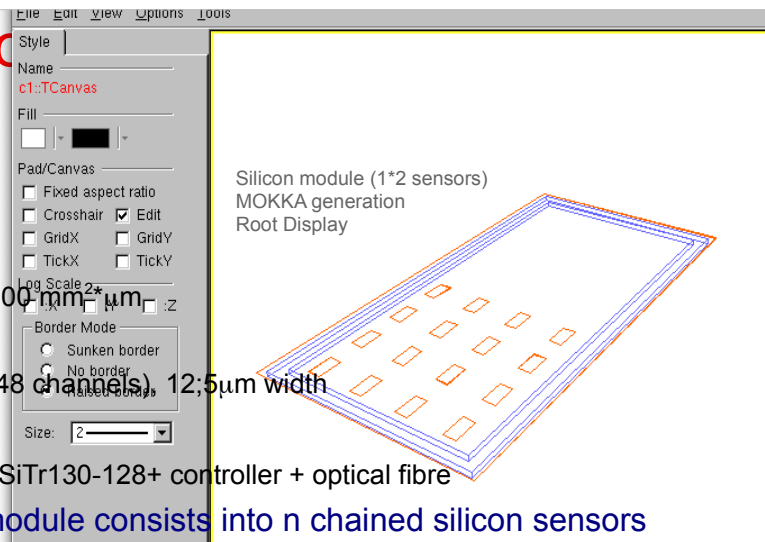 File Edit View Options Tools
Style
Name
c1::TCanvas
Fill
Pad/Canvas
Fixed aspect ratio
Crosshair Edit
GridX GridY
TickX TickY
Log Scale
:X :Y :Z
Border Mode
Sunken border
No border
Raised border
Size: 2
Silicon module (1*2 sensors)
MOKKA generation
Root Display
00 mm²*μm
48 channels), 12;5μm width
SiTr130-128+ controller + optical fibre
module consists into n chained silicon sensors